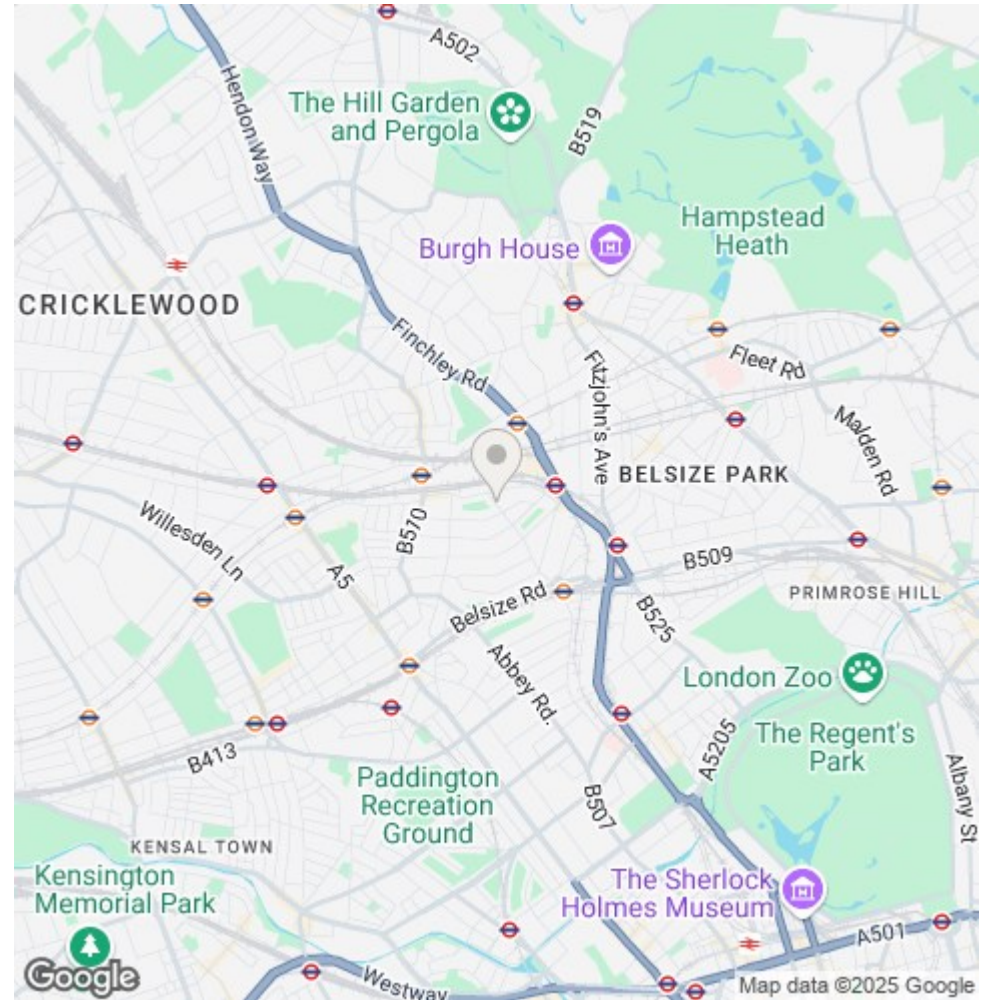 A502
Hendon Way
The Hill Garden
and Pergola
B519
Hampstead
Heath
Burgh House
CRICKLEWOOD
Finchley Rd
Fitzjohn's Ave
Fleet Rd
Malden Rd
BELSIZE PARK
Willesden Ln
B570
A5
B509
Belsize Rd
PRIMROSE HILL
B525
Abbey Rd.
London Zoo
The Regent's
Park
A5205
B413
Paddington
Recreation
Ground
B507
Albany St
KENSAL TOWN
Kensington
Memorial Park
The Sherlock
Holmes Museum
A501
Westway
Google
Map data ©2025 Google